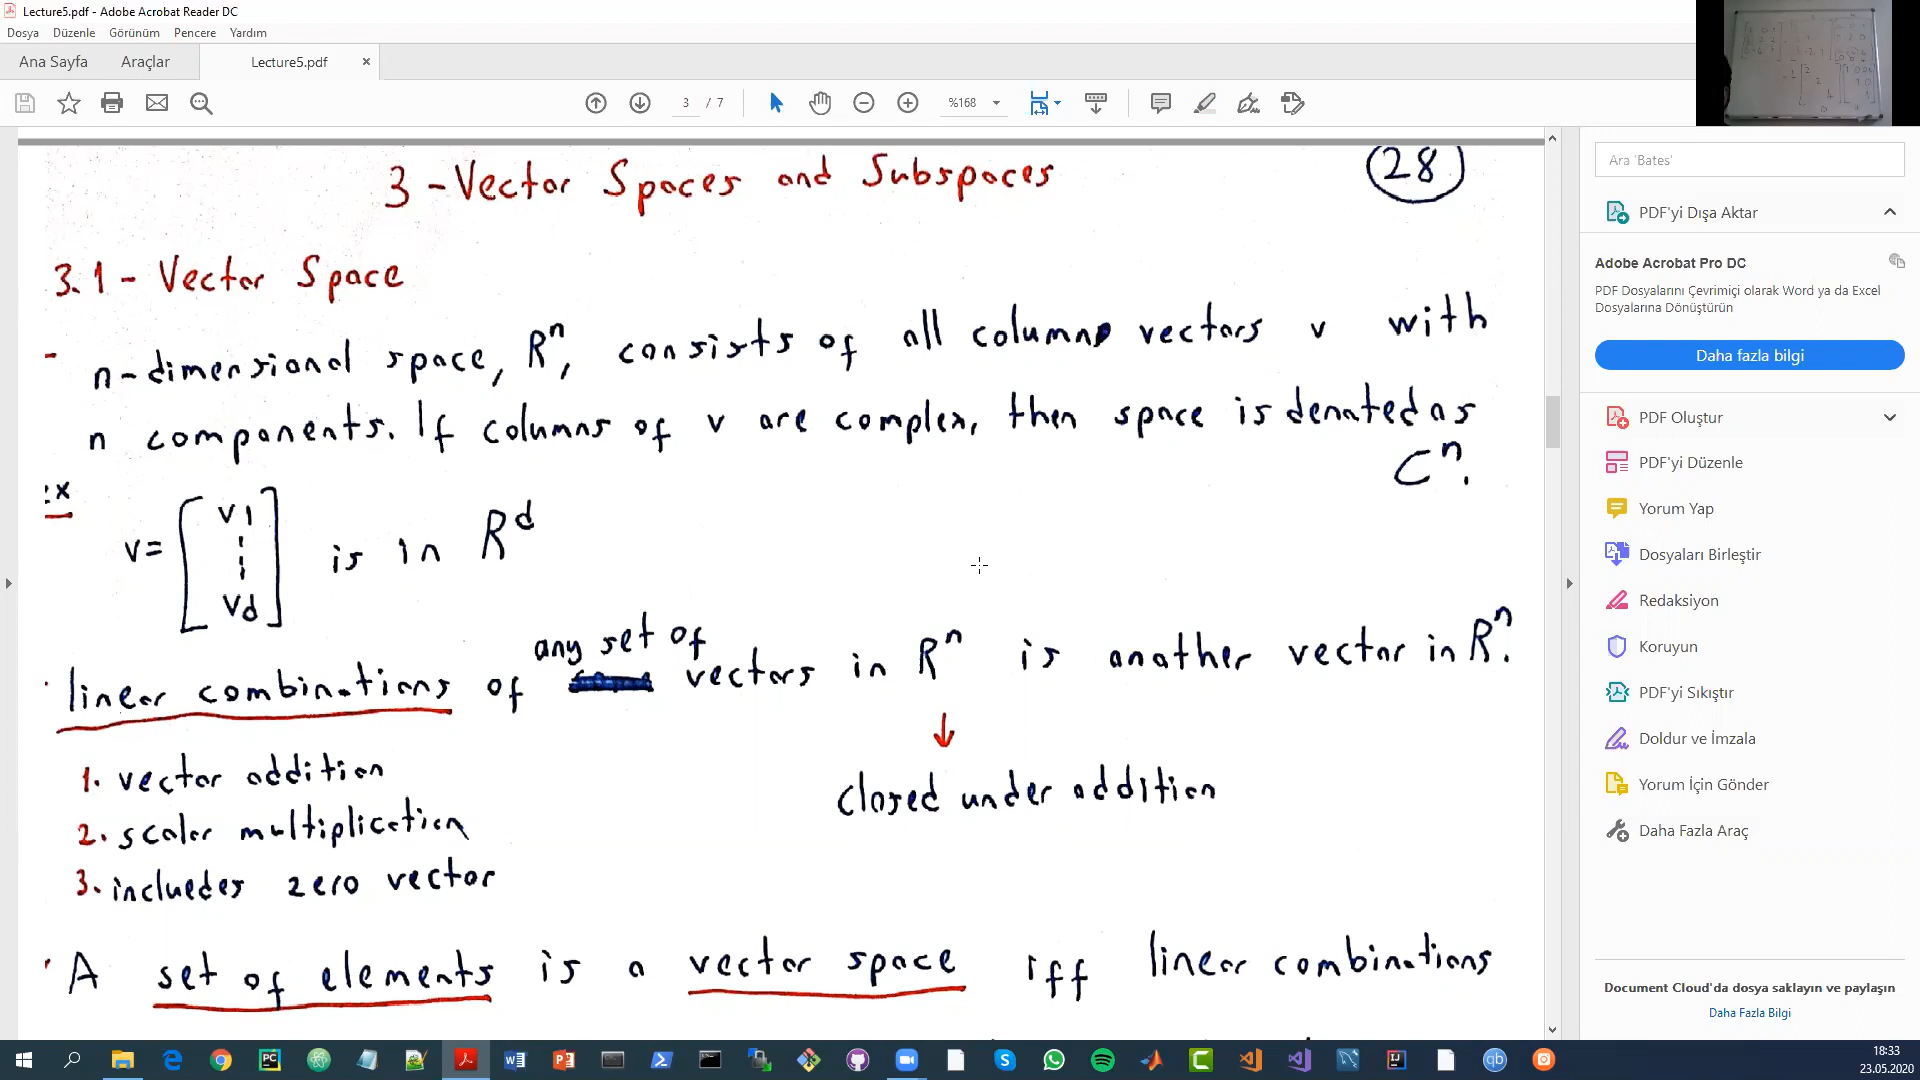 Lecture5.pdf - Adobe Acrobat Reader DC
Dosya Düzenle Görünüm Pencere Yardım
Ana Sayfa Araçlar Lecture5.pdf ×
3 / 7 %168
3 - Vector Spaces and Subspaces 28
3.1 - Vector Space
- n-dimensional space, Rⁿ, consists of all column vectors v with
n components. If columns of v are complex, then space is denoted as
Cⁿ.
:x
v = [ v1
vd ] is in R^d
any set of
linear combinations of vectors in Rⁿ is another vector in Rⁿ.
↓
1. vector addition
closed under addition
2. scalar multiplication
3. includes zero vector
A set of elements is a vector space iff linear combinations
Ara 'Bates'
PDF'yi Dışa Aktar
Adobe Acrobat Pro DC
PDF Dosyalarını Çevrimiçi olarak Word ya da Excel
Dosyalarına Dönüştürün
Daha fazla bilgi
PDF Oluştur
PDF'yi Düzenle
Yorum Yap
Dosyaları Birleştir
Redaksiyon
Koruyun
PDF'yi Sıkıştır
Doldur ve İmzala
Yorum İçin Gönder
Daha Fazla Araç
Document Cloud'da dosya saklayın ve paylaşın
Daha Fazla Bilgi
18:33
23.05.2020